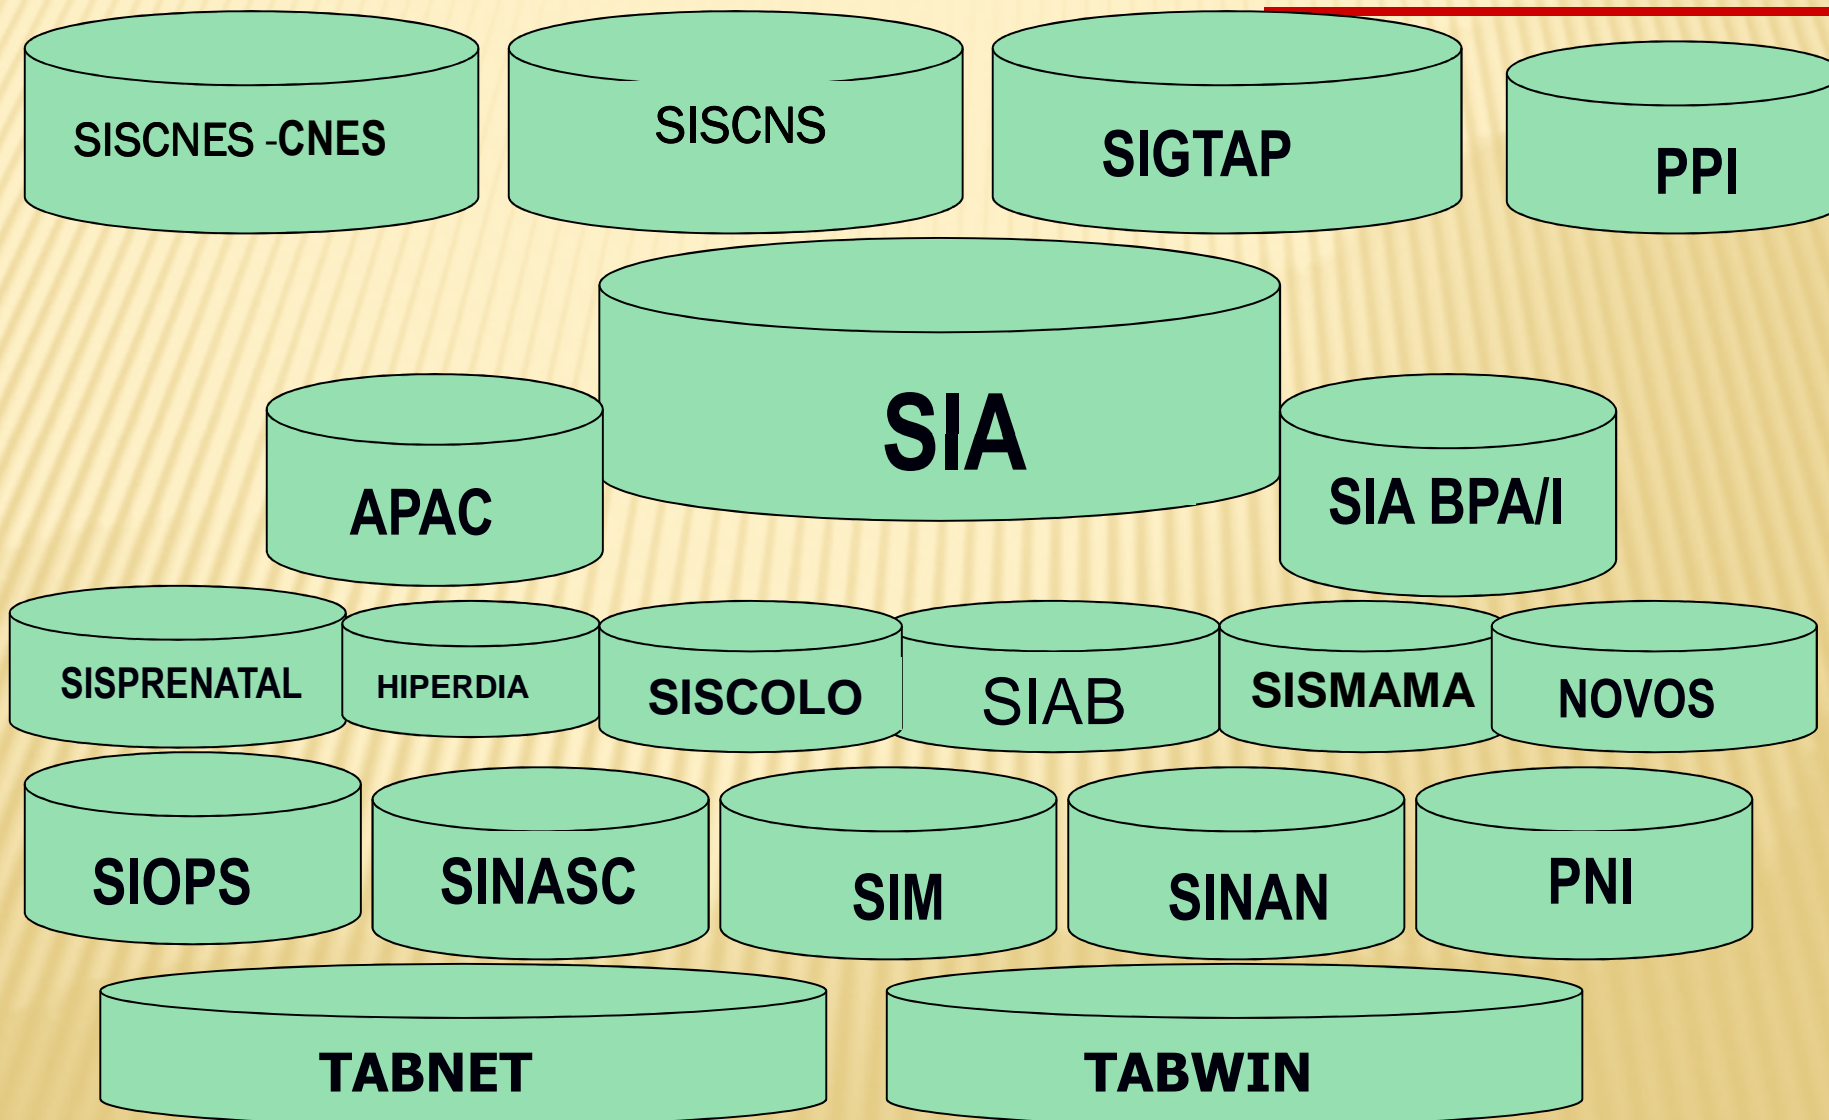 SISCNES -CNES
SISCNS
SIGTAP
PPI
SIA
APAC
SIA BPA/I
SISPRENATAL
HIPERDIA
SISCOLO
SIAB
SISMAMA
NOVOS
SIOPS
SINASC
SIM
SINAN
PNI
TABNET
TABWIN